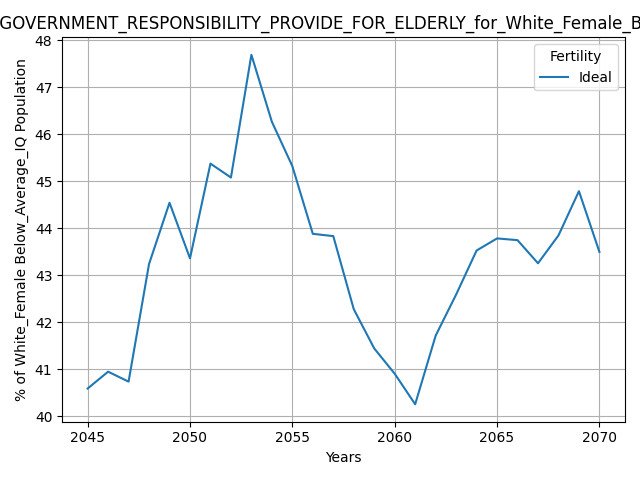 GOVERNMENT_RESPONSIBILITY_PROVIDE_FOR_ELDERLY_for_White_Female_B
48
47
46
45
44
43
42
41
40
% of White_Female Below_Average_IQ Population
Fertility
Ideal
2045 2050 2055 2060 2065 2070
Years